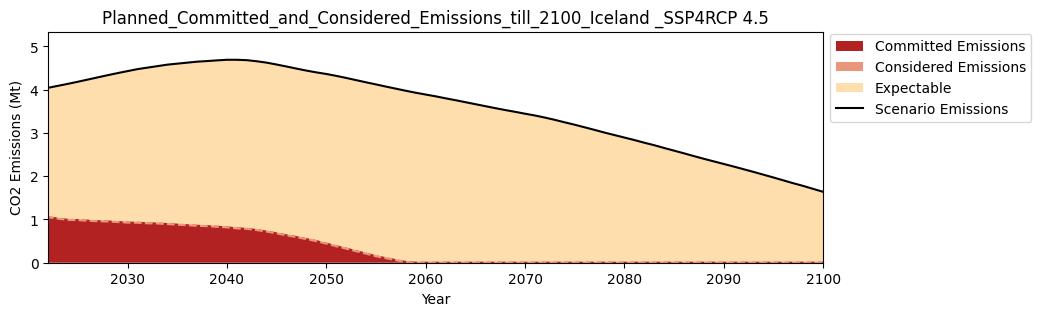 Planned_Committed_and_Considered_Emissions_till_2100_Iceland _SSP4RCP 4.5
CO2 Emissions (Mt)
5
4
3
2
1
0
2030 2040 2050 2060 2070 2080 2090 2100
Year
Committed Emissions
Considered Emissions
Expectable
Scenario Emissions